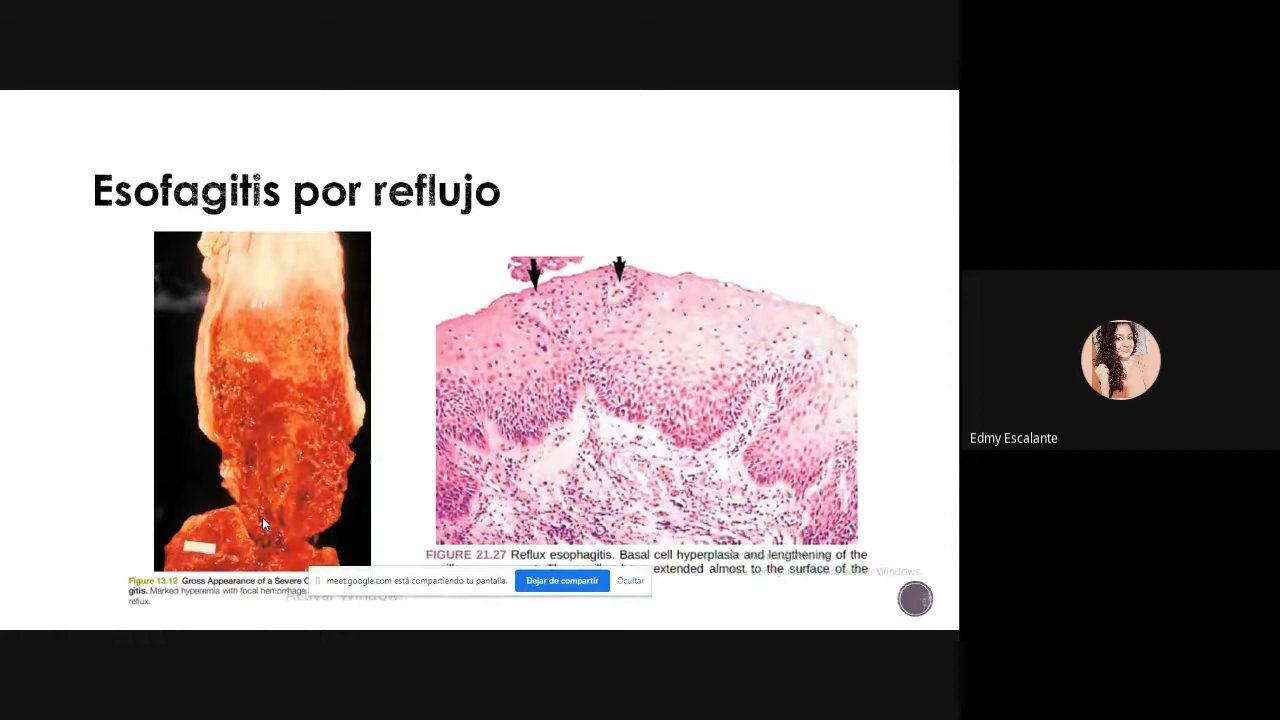 Esofagitis por reflujo
FIGURE 21.27 Reflux esophagitis. Basal cell hyperplasia and lengthening of the
extended almost to the surface of the
Figure 13.12 Gross Appearance of a Severe
gitis. Marked hyperemia with focal hemorrhage
reflux.
meet.google.com está compartiendo tu pantalla.
Dejar de compartir
Ocultar
Windows.
Edmy Escalante